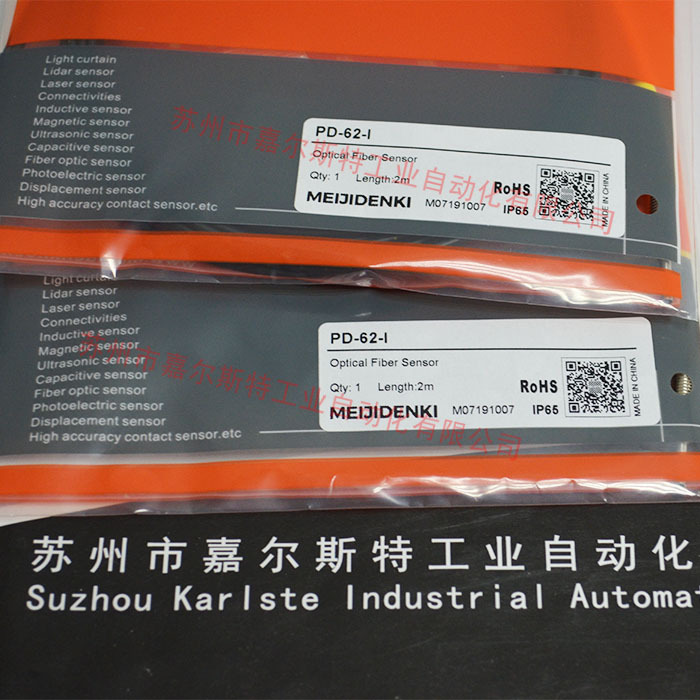 Light curtain
Lidar sensor
Laser sensor
Connectivities
Inductive sensor
Magnetic sensor
Ultrasonic sensor
Capacitive sensor
Fiber optic sensor
Photoelectric sensor
Displacement sensor
High accuracy contact sensor.etc
PD-62-I
Optical Fiber Sensor
Qty: 1 Length:2m
RoHS
MEIJIDENKI M07191007 IP65
MADE IN CHINA
苏州市嘉尔斯特工业自动化有限公司
Light curtain
Lidar sensor
Laser sensor
Connectivities
Inductive sensor
Magnetic sensor
Ultrasonic sensor
Capacitive sensor
Fiber optic sensor
Photoelectric sensor
Displacement sensor
High accuracy contact sensor.etc
PD-62-I
Optical Fiber Sensor
Qty: 1 Length:2m
RoHS
MEIJIDENKI M07191007 IP65
MADE IN CHINA
苏州市嘉尔斯特工业自动化有限公司
苏州市嘉尔斯特工业自动化
Suzhou Karlste Industrial Automat